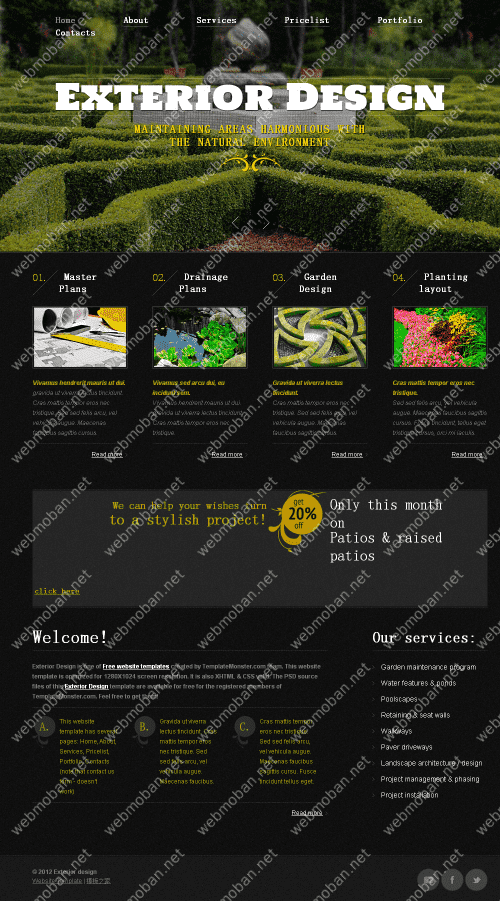 Home About Services Pricelist Portfolio
Contacts
Exterior Design
MAINTAINING AREAS HARMONIOUS WITH
THE NATURAL ENVIRONMENT
01. Master
Plans
02. Drainage
Plans
03. Garden
Design
04. Planting
layout
Vivamus hendrerit mauris ut dui.
gravida ut viverra lectus tincidunt.
Cras mattis tempor eros nec
tristique. Sed sed felis arcu, vel
vehicula augue. Maecenas
faucibus sagittis cursus.
Read more
Vivamus sed arcu dui, eu
Vivamus hendrerit mauris ut dui.
gravida ut viverra lectus tincidunt.
Cras mattis tempor eros nec
tristique.
Read more
Gravida ut viverra lectus
tincidunt.
Cras mattis tempor eros nec
tristique. Sed sed felis arcu, vel
vehicula augue. Maecenas
faucibus sagittis cursus.
Read more
Cras mattis tempor eros nec
tristique.
Sed sed felis arcu, vel vehicula
augue. Maecenas faucibus sagittis
cursus. Fusce tincidunt, tellus eget
tristique cursus, orci mi iaculis.
Read more
We can help your wishes turn
to a stylish project!
get
20%
off
Only this month
on
Patios & raised
patios
click here
Welcome!
Exterior Design is one of Free website templates created by TemplateMonster.com team. This website
template is optimized for 1280X1024 screen resolution. It is also XHTML & CSS valid. The PSD source
files of this Exterior Design template are available for free for the registered members of
TemplateMonster.com. Feel free to get them!
A.
This website
template has several
pages: Home, About,
Services, Pricelist,
Portfolio, Contacts
(note that contact us
form - doesn't
work)
B.
Gravida ut viverra
lectus tincidunt. Cras
mattis tempor eros
nec tristique. Sed
sed felis arcu, vel
vehicula augue.
Maecenas faucibus.
C.
Cras mattis tempor
eros nec tristique.
Sed sed felis arcu,
vel vehicula augue.
Maecenas faucibus
sagittis cursu. Fusce
tincidunt tellus eget.
Read more
Our services:
Garden maintenance program
Water features & ponds
Poolscapes
Retaining & seat walls
Walkways
Paver driveways
Landscape architecture / design
Project management & phasing
Project installation
© 2012 Exterior design
Website Template | 模板之家
webmoban.net